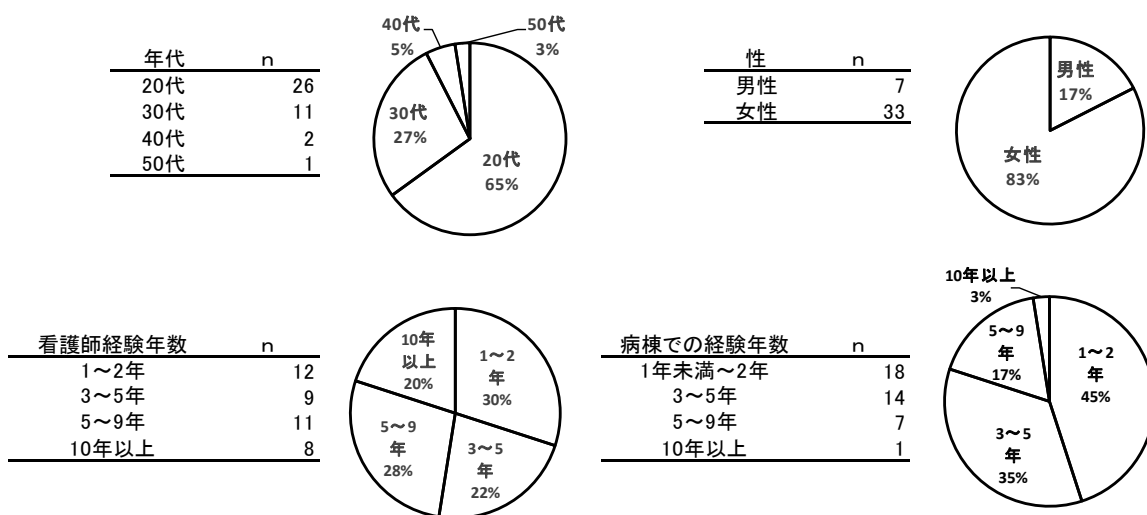 年代 n
20代 26
30代 11
40代 2
50代 1
40代
5%
50代
3%
30代
27%
20代
65%
性 n
男性 7
女性 33
男性
17%
女性
83%
看護師経験年数 n
1～2年 12
3～5年 9
5～9年 11
10年以上 8
10年
以上
20%
1～2
年
30%
5～9
年
28%
3～5
年
22%
病棟での経験年数 n
1年未満～2年 18
3～5年 14
5～9年 7
10年以上 1
10年以上
3%
5～9
年
17%
1～2
年
45%
3～5
年
35%